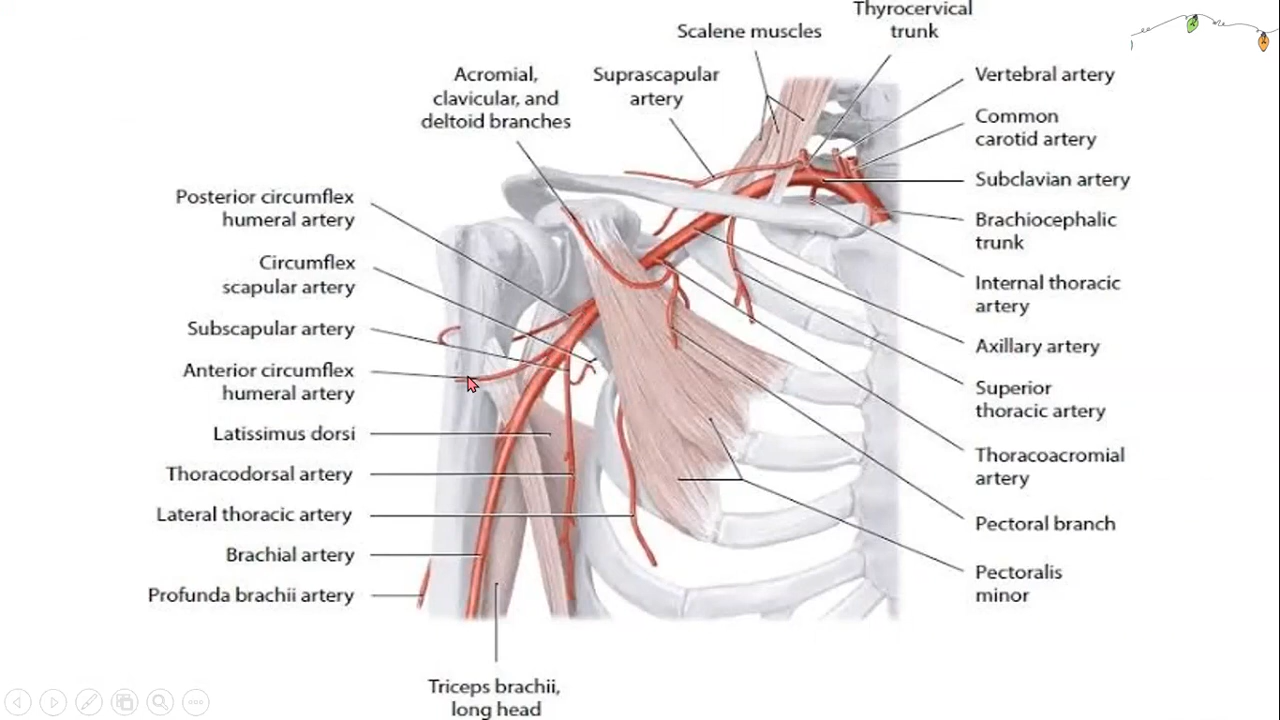 Thyrocervical
trunk
Scalene muscles
Acromial,
clavicular, and
deltoid branches
Suprascapular
artery
Vertebral artery
Common
carotid artery
Subclavian artery
Brachiocephalic
trunk
Internal thoracic
artery
Axillary artery
Superior
thoracic artery
Thoracoacromial
artery
Pectoral branch
Pectoralis
minor
Posterior circumflex
humeral artery
Circumflex
scapular artery
Subscapular artery
Anterior circumflex
humeral artery
Latissimus dorsi
Thoracodorsal artery
Lateral thoracic artery
Brachial artery
Profunda brachii artery
Triceps brachii,
long head